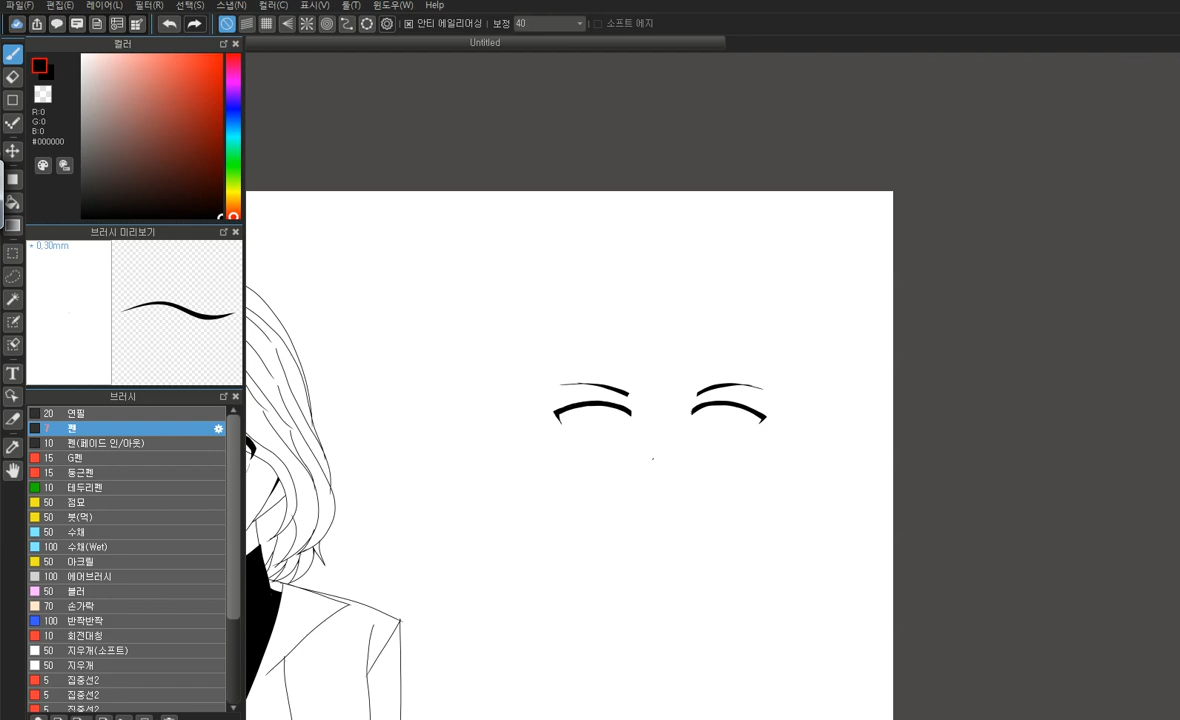 파일(F) 편집(E) 레이어(L) 필터(R) 선택(S) 스냅(N) 컬러(C) 표시(V) 툴(T) 윈도우(W) Help
안티 에일리어싱 보정 40 소프트 에지
컬러
Untitled
R:0
G:0
B:0
#000000
브러시 미리보기
* 0.30mm
브러시
20 연필
7 펜
10 펜(페이드 인/아웃)
15 G펜
15 둥근펜
10 테두리펜
50 점묘
50 붓(먹)
50 수채
100 수채(Wet)
50 아크릴
100 에어브러시
50 블러
70 손가락
100 반짝반짝
10 회전대칭
50 지우개(소프트)
50 지우개
5 집중선2
5 집중선2
5 집중선2